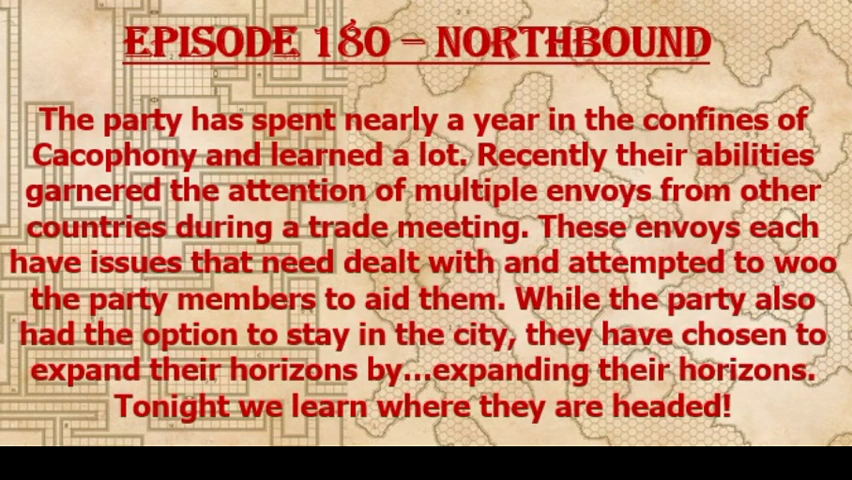 EPISODE 180 – NORTHBOUND
The party has spent nearly a year in the confines of
Cacophony and learned a lot. Recently their abilities
garnered the attention of multiple envoys from other
countries during a trade meeting. These envoys each
have issues that need dealt with and attempted to woo
the party members to aid them. While the party also
had the option to stay in the city, they have chosen to
expand their horizons by...expanding their horizons.
Tonight we learn where they are headed!